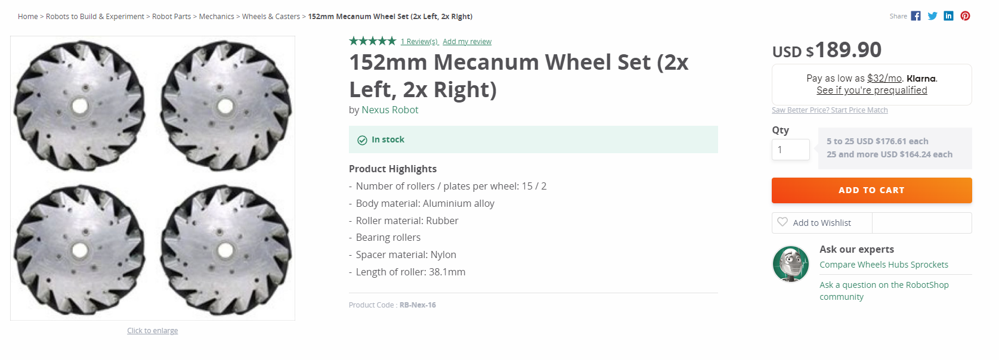 Home > Robots to Build & Experiment > Robot Parts > Mechanics > Wheels & Casters > 152mm Mecanum Wheel Set (2x Left, 2x Right)
Share
Click to enlarge
1 Review(s) Add my review
152mm Mecanum Wheel Set (2x
Left, 2x Right)
by Nexus Robot
In stock
Product Highlights
- Number of rollers / plates per wheel: 15 / 2
- Body material: Aluminium alloy
- Roller material: Rubber
- Bearing rollers
- Spacer material: Nylon
- Length of roller: 38.1mm
Product Code : RB-Nex-16
USD $189.90
Pay as low as $32/mo. Klarna.
See if you're prequalified
Saw Better Price? Start Price Match
Qty
1
5 to 25 USD $176.61 each
25 and more USD $164.24 each
ADD TO CART
Add to Wishlist
Ask our experts
Compare Wheels Hubs Sprockets
Ask a question on the RobotShop
community